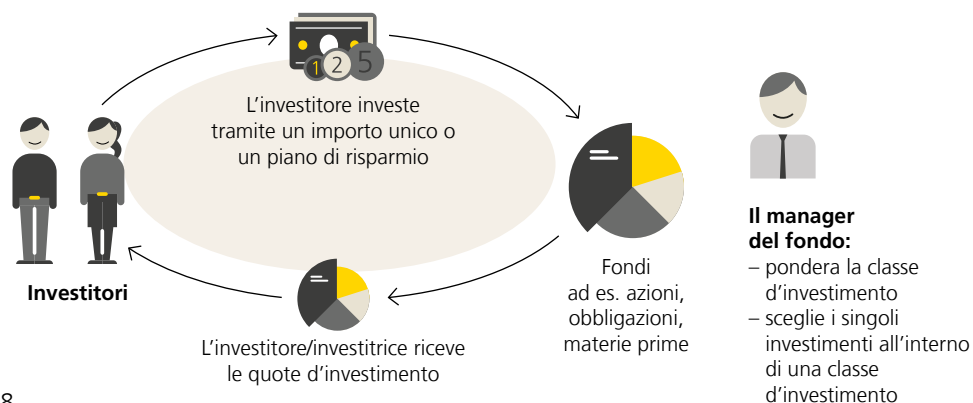 1 2 5
L'investitore investe
tramite un importo unico o
un piano di risparmio
Investitori
L'investitore/investitrice riceve
le quote d'investimento
Fondi
ad es. azioni,
obbligazioni,
materie prime
Il manager
del fondo:
– pondera la classe
d'investimento
– sceglie i singoli
investimenti all'interno
di una classe
d'investimento
8